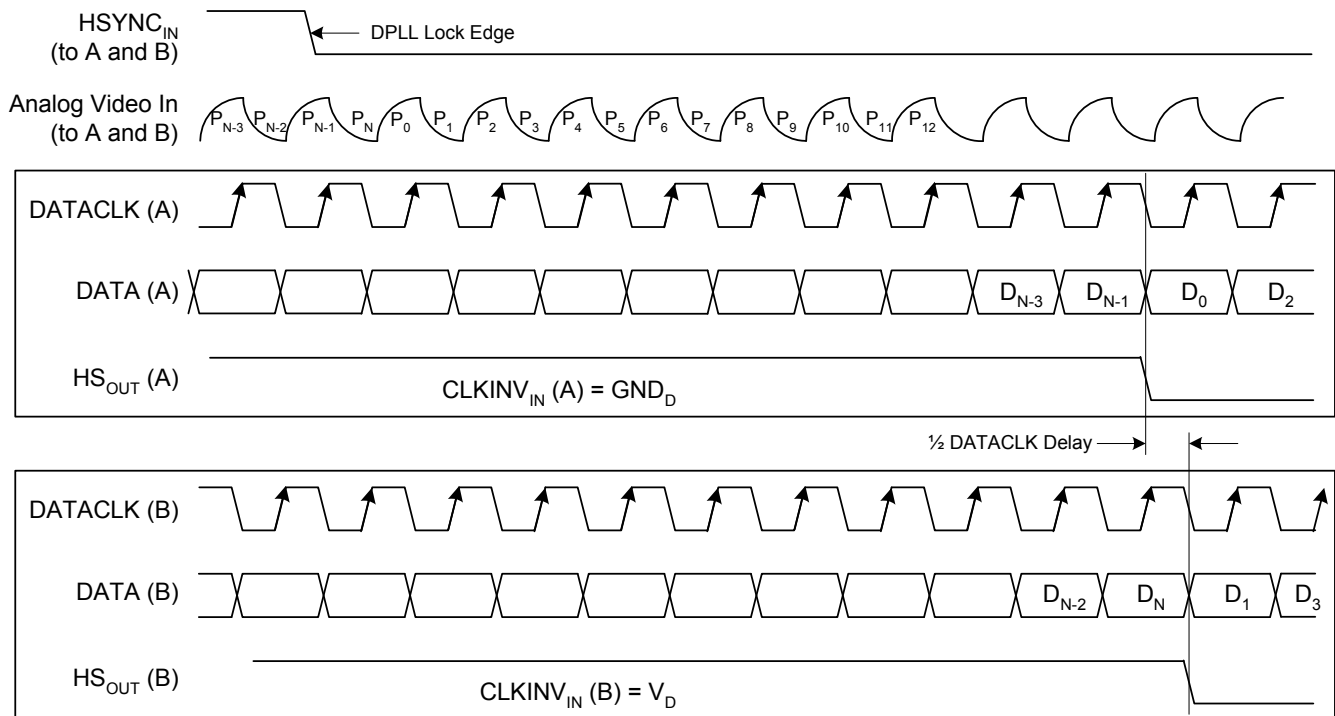 HSYNC_IN
(to A and B)
DPLL Lock Edge
Analog Video In
(to A and B)
P_N-3 P_N-2 P_N-1 P_N P_0 P_1 P_2 P_3 P_4 P_5 P_6 P_7 P_8 P_9 P_10 P_11 P_12
DATACLK (A)
DATA (A)
D_N-3 D_N-1 D_0 D_2
HS_OUT (A)
CLKINV_IN (A) = GND_D
½ DATACLK Delay
DATACLK (B)
DATA (B)
D_N-2 D_N D_1 D_3
HS_OUT (B)
CLKINV_IN (B) = V_D